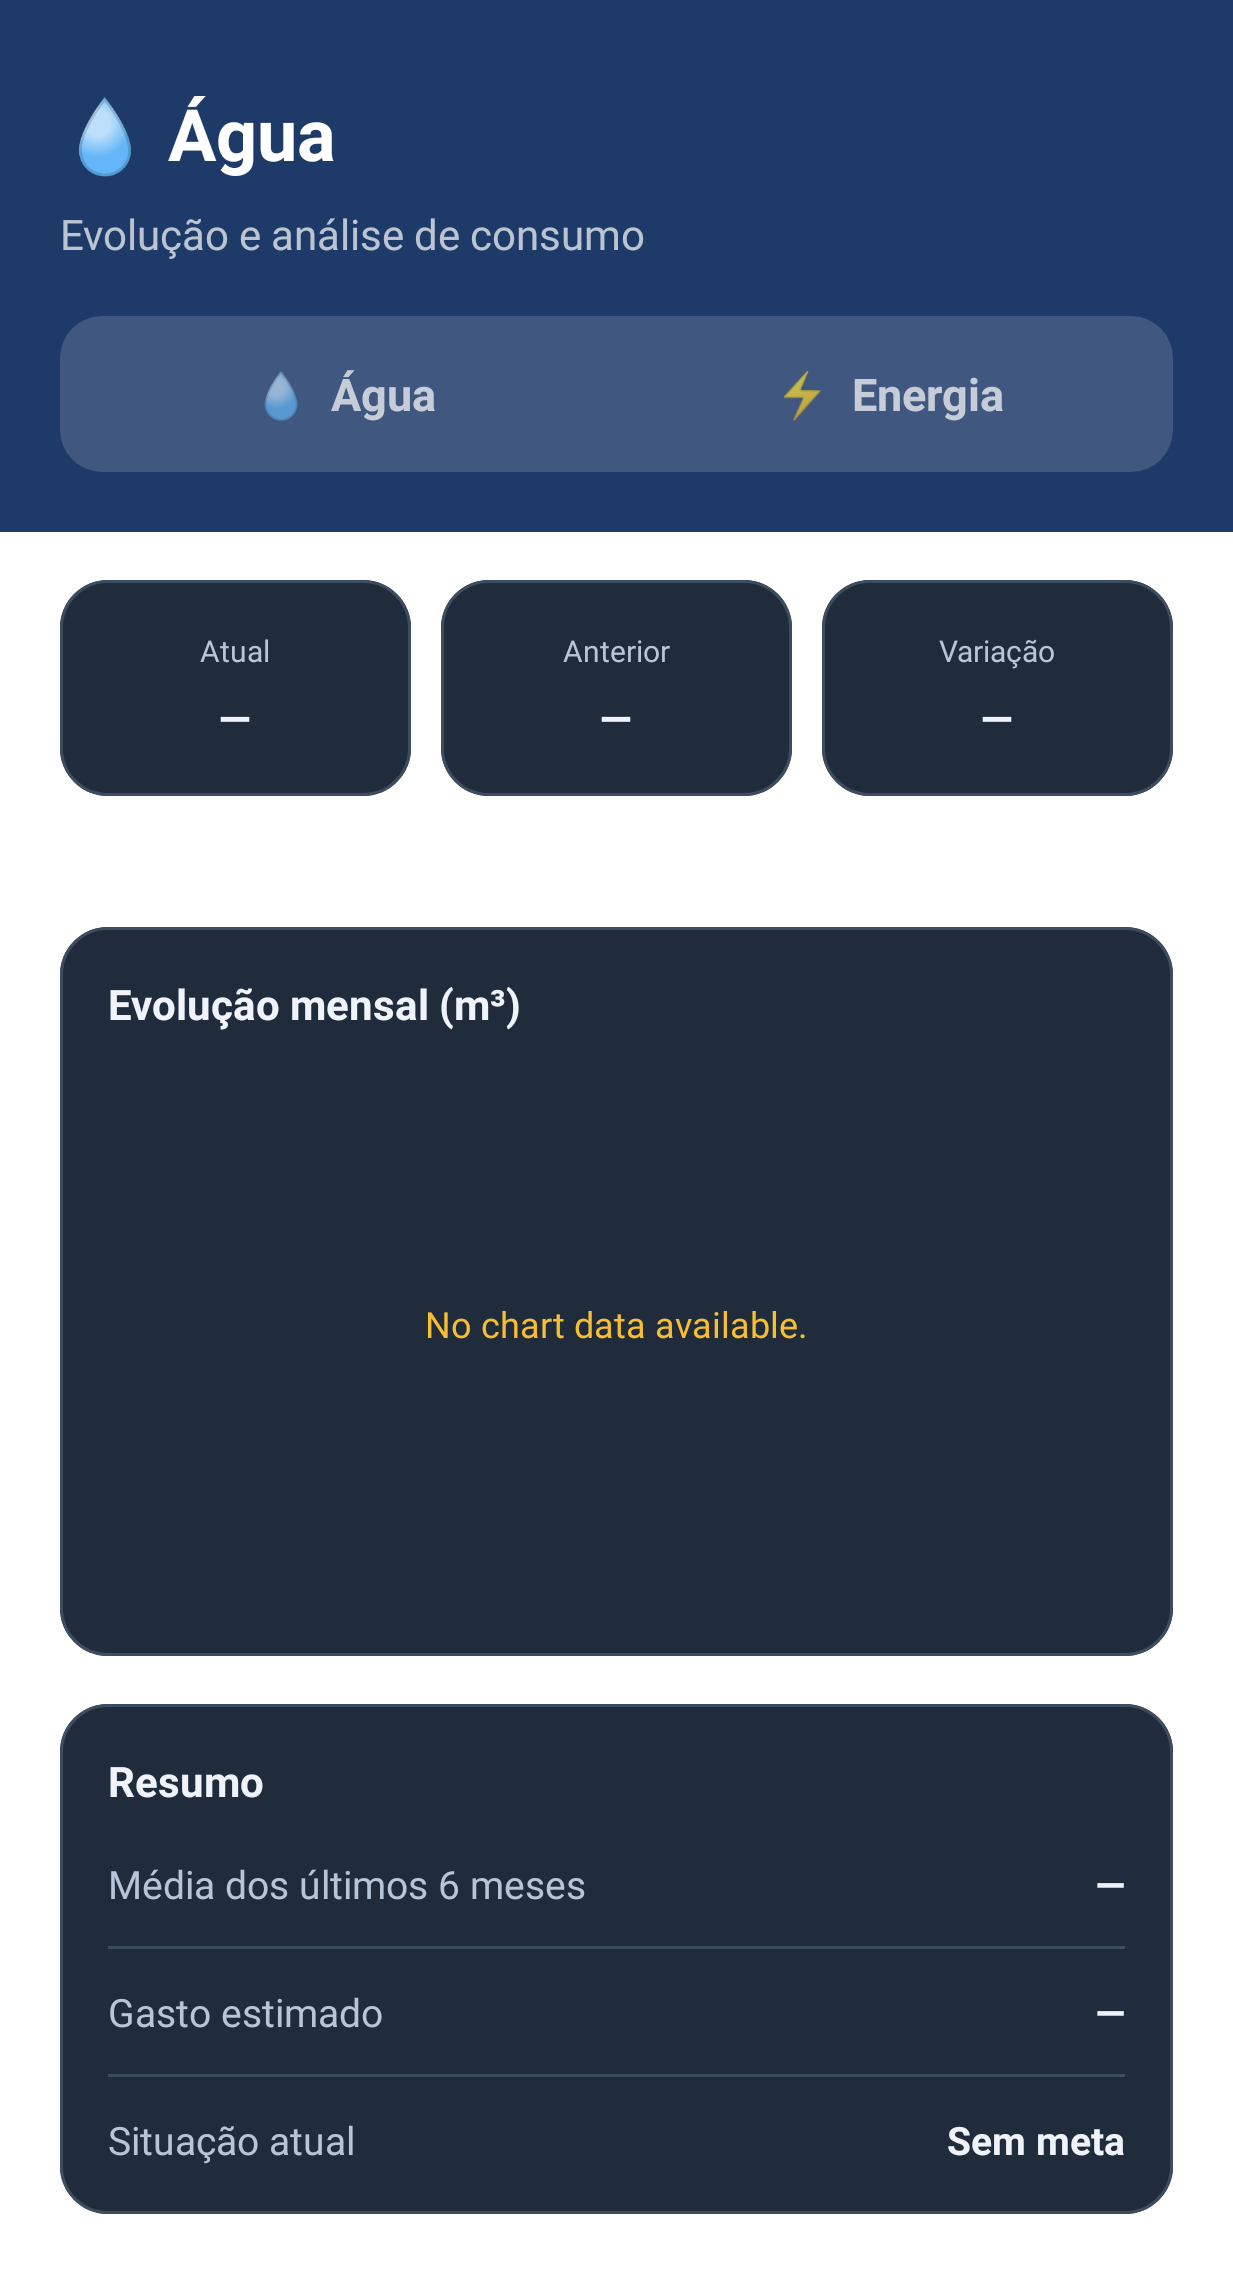 💧 Água
Evolução e análise de consumo
💧 Água ⚡ Energia
Atual Anterior Variação
— — —
Evolução mensal (m³)
No chart data available.
Resumo
Média dos últimos 6 meses —
Gasto estimado —
Situação atual Sem meta